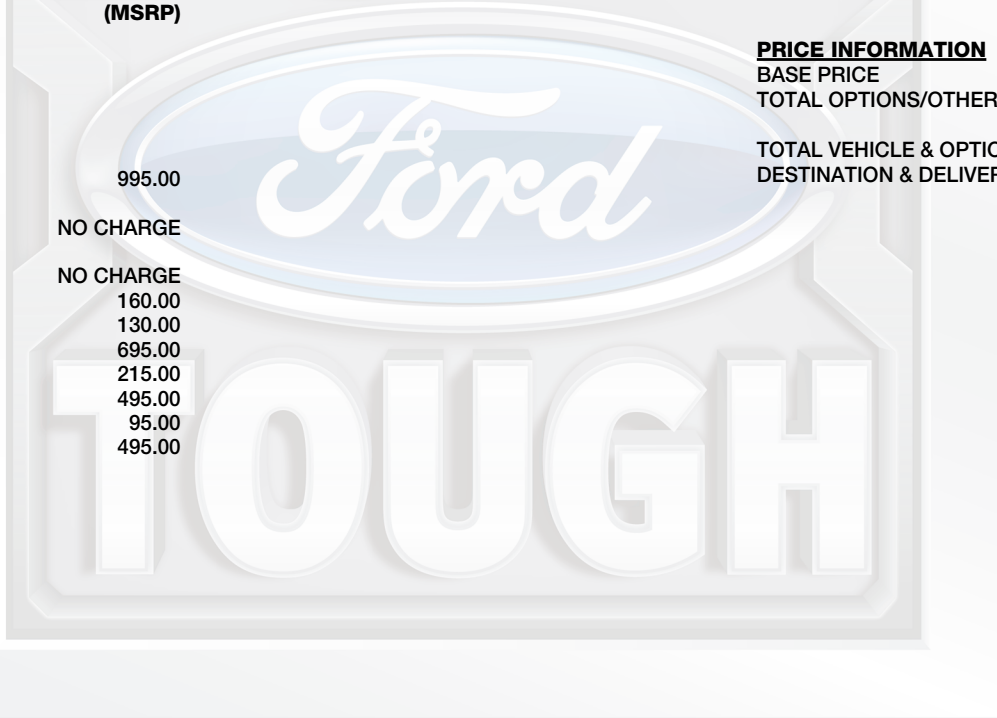 (MSRP)
995.00
NO CHARGE
NO CHARGE
160.00
130.00
695.00
215.00
495.00
95.00
495.00
PRICE INFORMATION
BASE PRICE
TOTAL OPTIONS/OTHER
TOTAL VEHICLE & OPTIO
DESTINATION & DELIVER
Ford
TOUGH